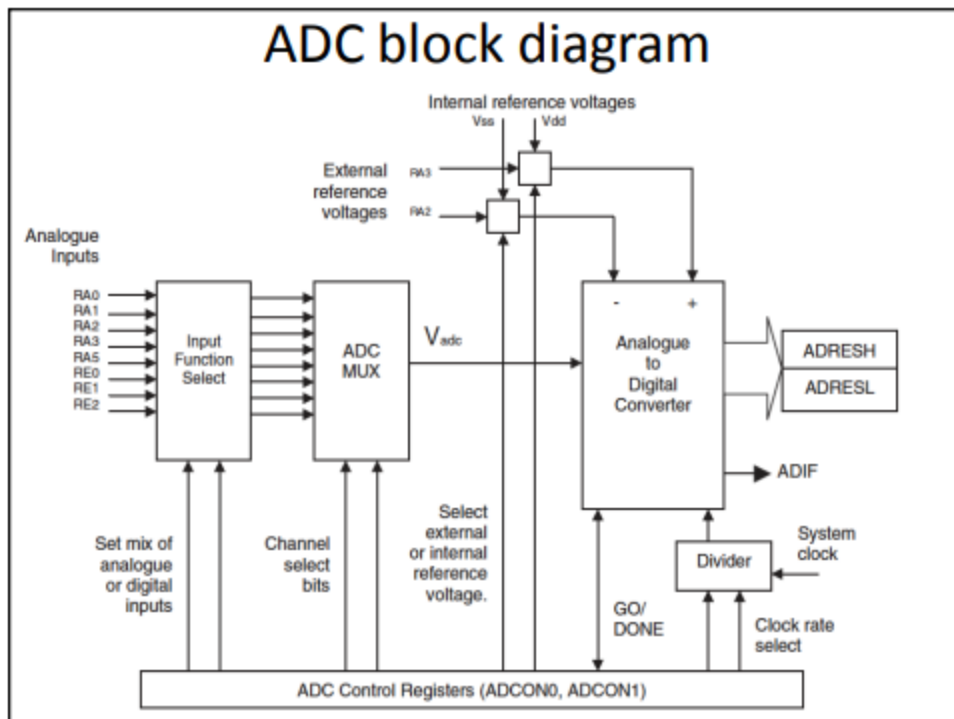 ADC block diagram
Internal reference voltages
Vss
Vdd
External
reference
voltages
RA3
RA2
Analogue
Inputs
RA0
RA1
RA2
RA3
RA5
RE0
RE1
RE2
Input
Function
Select
ADC
MUX
Vadc
-
+
Analogue
to
Digital
Converter
ADRESH
ADRESL
ADIF
Set mix of
analogue
or digital
inputs
Channel
select
bits
Select
external
or internal
reference
voltage.
GO/
DONE
Divider
System
clock
Clock rate
select
ADC Control Registers (ADCON0, ADCON1)